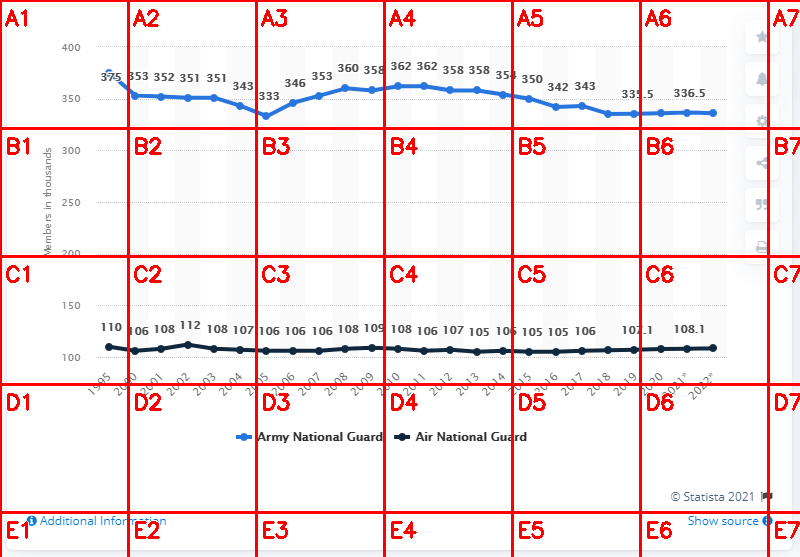 A1 A2 A3 A4 A5 A6 A7
400
375 353 352 351 351 343 333 346 353 360 358 362 362 358 358 354 350 342 343 335.5 336.5
350
B1 B2 B3 B4 B5 B6 B7
300
250
200
Members in thousands
C1 C2 C3 C4 C5 C6 C7
150
110 106 108 112 108 107 106 106 106 108 109 108 106 107 105 106 105 105 106 107.1 108.1
100
1995 2000 2001 2002 2003 2004 2005 2006 2007 2008 2009 2010 2011 2012 2013 2014 2015 2016 2017 2018 2019 2020 2021* 2022*
D1 D2 D3 D4 D5 D6 D7
Army National Guard Air National Guard
© Statista 2021
E1 E2 E3 E4 E5 E6 E7
Additional Information Show source